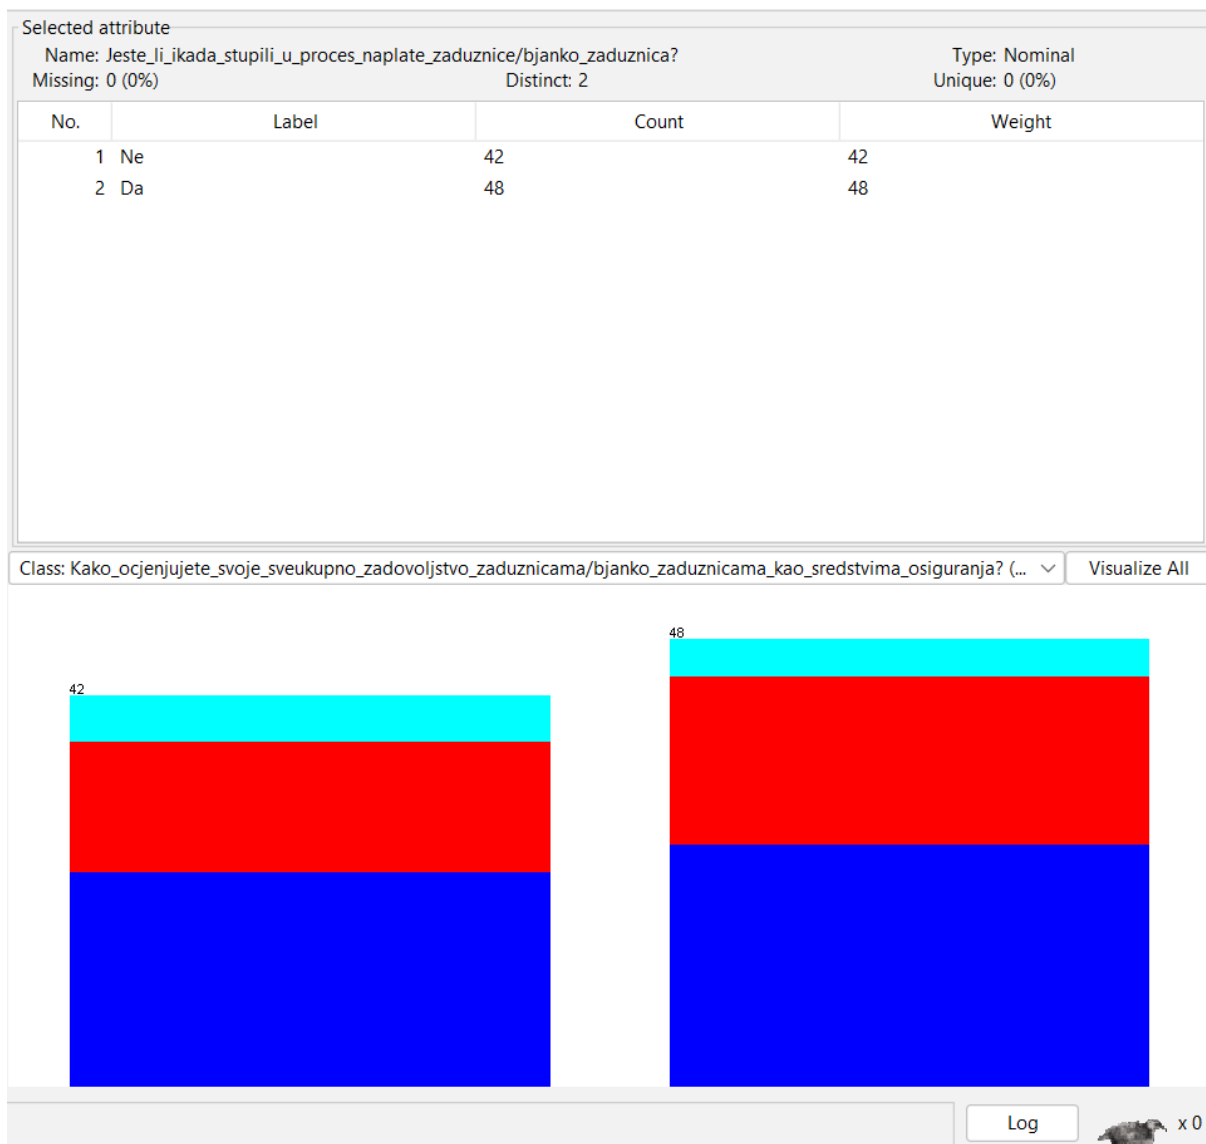 Selected attribute
Name: Jeste_li_ikada_stupili_u_proces_naplate_zaduznice/bjanko_zaduznica? Type: Nominal
Missing: 0 (0%) Distinct: 2 Unique: 0 (0%)
No. Label Count Weight
1 Ne 42 42
2 Da 48 48
Class: Kako_ocjenjujete_svoje_sveukupno_zadovoljstvo_zaduznicama/bjanko_zaduznicama_kao_sredstvima_osiguranja? (... Visualize All
48
42
Log x 0